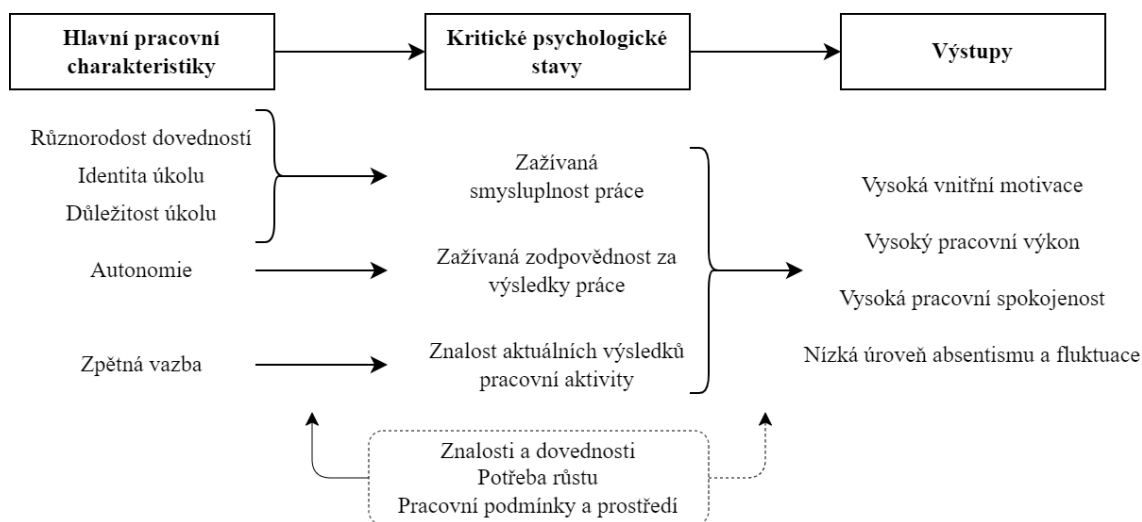 Hlavní pracovní
charakteristiky
Kritické psychologické
stavy
Výstupy
Různorodost dovedností
Identita úkolu
Důležitost úkolu
Autonomie
Zpětná vazba
Zažívaná
smysluplnost práce
Zažívaná zodpovědnost za
výsledky práce
Znalost aktuálních výsledků
pracovní aktivity
Vysoká vnitřní motivace
Vysoký pracovní výkon
Vysoká pracovní spokojenost
Nízká úroveň absentismu a fluktuace
Znalosti a dovednosti
Potřeba růstu
Pracovní podmínky a prostředí